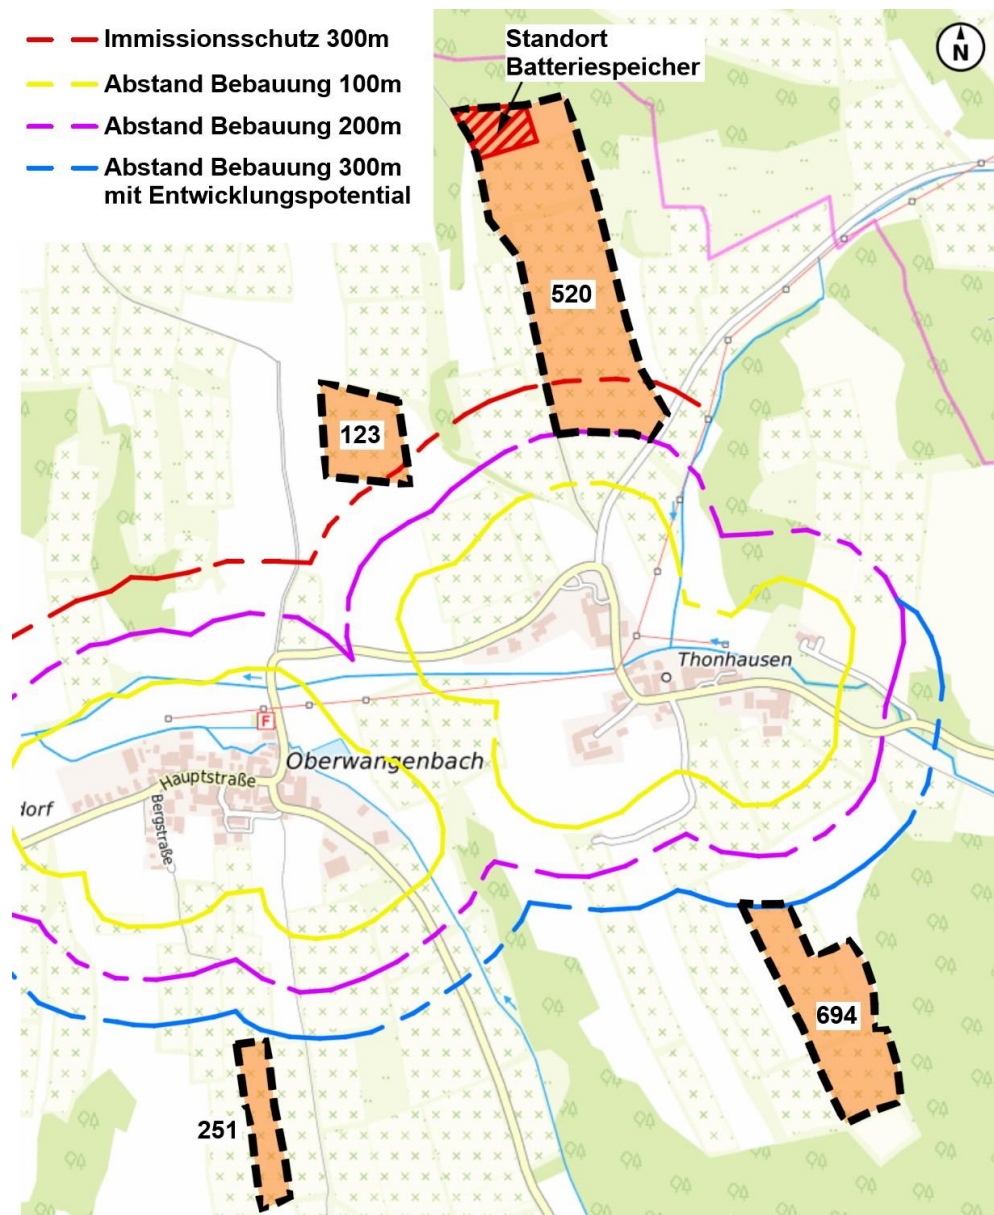 Immissionsschutz 300m
Abstand Bebauung 100m
Abstand Bebauung 200m
Abstand Bebauung 300m
mit Entwicklungspotential
Standort
Batteriespeicher
N
520
123
Thonhausen
F
Oberwangenbach
Hauptstraße
Bergstraße
dorf
694
251